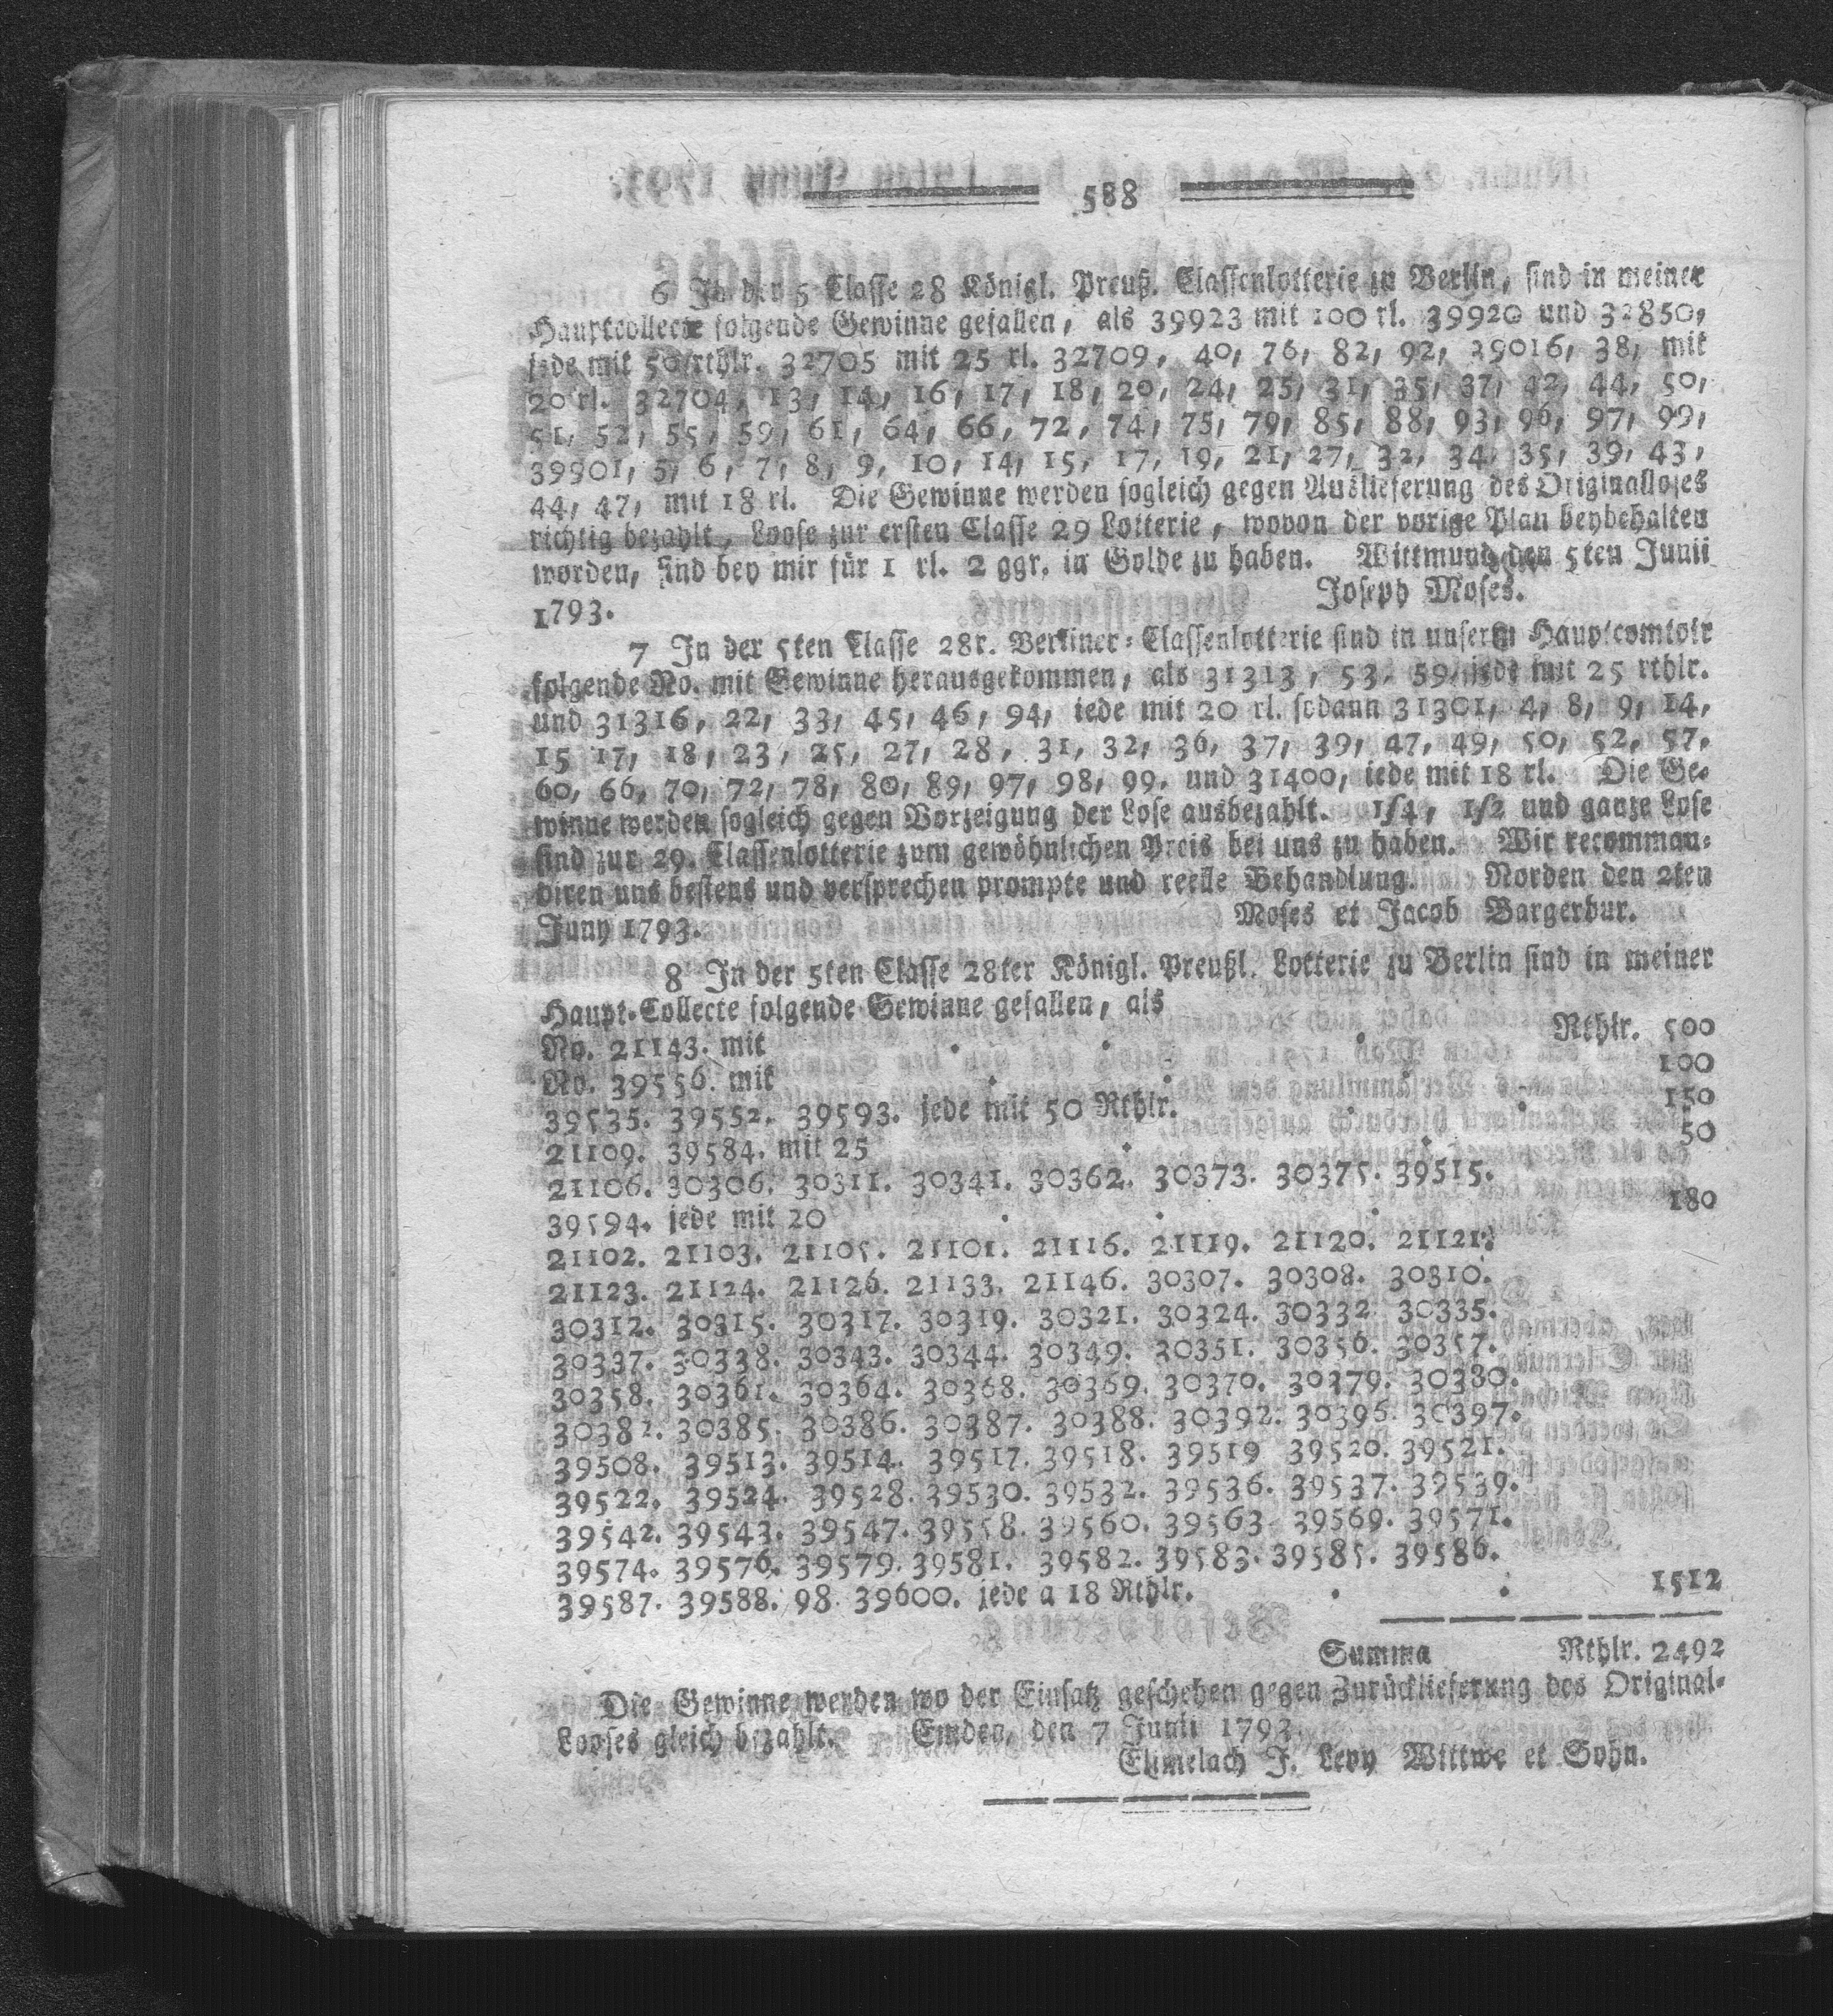 588
6 In der 5 Classe 28 Königl. Preuß. Classenlotterie zu Berlin, sind in meiner
Hauptcollecte folgende Gewinne gefallen, als 39923 mit 100 rl. 39920 und 32850,
jede mit 50 rthlr. 32705 mit 25 rl. 32709, 40, 76, 82, 92, 39016, 38, mit
20 rl. 32704, 13, 14, 16, 17, 18, 20, 24, 25, 31, 35, 37, 42, 44, 50,
51, 52, 55, 59, 61, 64, 66, 72, 74, 75, 79, 85, 88, 93, 96, 97, 99,
39901, 5, 6, 7, 8, 9, 10, 14, 15, 17, 19, 21, 27, 32, 34, 35, 39, 43,
44, 47, mit 18 rl. Die Gewinne werden sogleich gegen Auslieferung des Originalloses
richtig bezahlt, Loose zur ersten Classe 29 Lotterie, wovon der vorige Plan beybehalten
worden, sind bey mir für 1 rl. 2 ggr. in Golde zu haben. Wittmund den 5ten Junii
1793. Joseph Moses.
7 In der 5ten Classe 28r. Berliner-Classenlotterie sind in unserm Hauptcomtoir
folgende No. mit Gewinne herausgekommen, als 31313, 53, 59, jede mit 25 rthlr.
und 31316, 22, 33, 45, 46, 94, jede mit 20 rl. sodann 31301, 4, 8, 9, 14,
15 17, 18, 23, 25, 27, 28, 31, 32, 36, 37, 39, 47, 49, 50, 52, 57,
60, 66, 70, 72, 78, 80, 89, 97, 98, 99, und 31400, jede mit 18 rl. Die Ge-
winne werden sogleich gegen Vorzeigung der Lose ausbezahlt. 1/4, 1/2 und ganze Lose
sind zur 29. Classenlotterie zum gewöhnlichen Preis bei uns zu haben. Wir recomman-
diren uns bestens und versprechen prompte und reelle Behandlung. Norden den 2ten
Juny 1793. Moses et Jacob Bargerbur.
8 In der 5ten Classe 28ter Königl. Preußl. Lotterie zu Berlin sind in meiner
Haupt-Collecte folgende Gewinne gefallen, als
No. 21143. mit . . . Rthlr. 500
No. 39556. mit . . . 100
39535. 39552. 39593. jede mit 50 Rthlr. . . 150
21109. 39584. mit 25 . . 50
21106. 30306. 30311. 30341. 30362. 30373. 30375. 39515.
39594. jede mit 20 . . . 180
21102. 21103. 21105. 21101. 21116. 21119. 21120. 21121.
21123. 21124. 21126. 21133. 21146. 30307. 30308. 30310.
30312. 30315. 30317. 30319. 30321. 30324. 30332. 30335.
30337. 30338. 30343. 30344. 30349. 30351. 30356. 30357.
30358. 30361. 30364. 30368. 30369. 30370. 30379. 30380.
30382. 30385. 30386. 30387. 30388. 30392. 30396. 30397.
39508. 39513. 39514. 39517. 39518. 39519 39520. 39521.
39522. 39524. 39528. 39530. 39532. 39536. 39537. 39539.
39542. 39543. 39547. 39558. 39560. 39563. 39569. 39571.
39574. 39576. 39579. 39581. 39582. 39583. 39585. 39586.
39587. 39588. 98. 39600. jede a 18 Rthlr. . . 1512
Summa Rthlr. 2492
Die Gewinne werden wo der Einsatz geschehen gegen Zurücklieferung des Original-
Looses gleich bezahlt. Emden, den 7 Junii 1793.
Elimelach J. Levy Wittwe et Sohn.